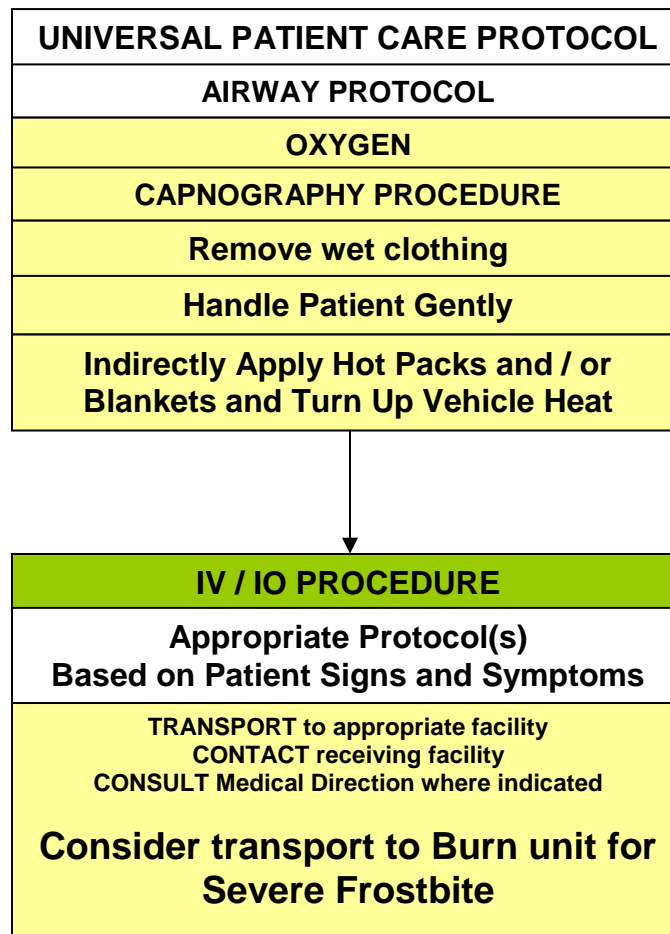 UNIVERSAL PATIENT CARE PROTOCOL
AIRWAY PROTOCOL
OXYGEN
CAPNOGRAPHY PROCEDURE
Remove wet clothing
Handle Patient Gently
Indirectly Apply Hot Packs and / or
Blankets and Turn Up Vehicle Heat
IV / IO PROCEDURE
Appropriate Protocol(s)
Based on Patient Signs and Symptoms
TRANSPORT to appropriate facility
CONTACT receiving facility
CONSULT Medical Direction where indicated
Consider transport to Burn unit for
Severe Frostbite